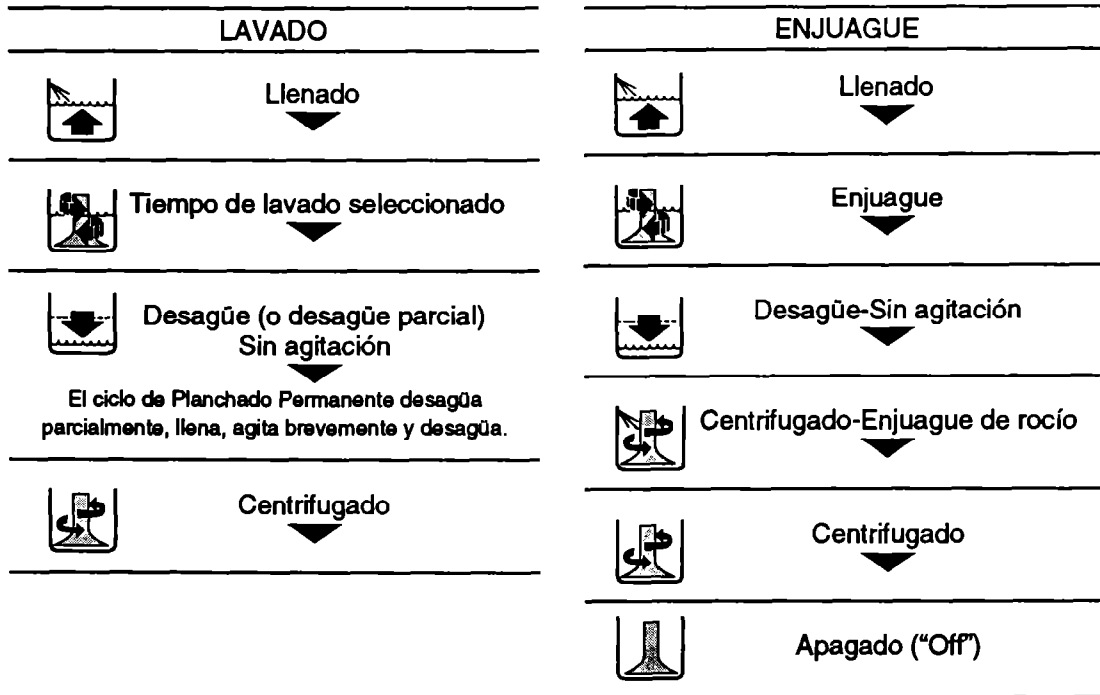 LAVADO
Llenado
Tiempo de lavado seleccionado
Desagüe (o desagüe parcial)
Sin agitación
El ciclo de Planchado Permanente desagüa
parcialmente, llena, agita brevemente y desagüa.
Centrifugado
ENJUAGUE
Llenado
Enjuague
Desagüe-Sin agitación
Centrifugado-Enjuague de rocío
Centrifugado
Apagado (“Off”)